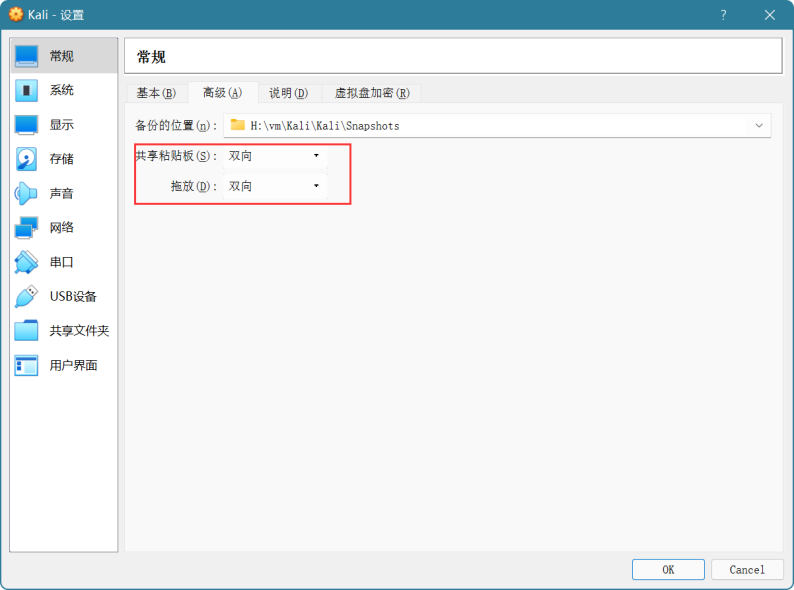 Kali - 设置
?
常规
系统
显示
存储
声音
网络
串口
USB设备
共享文件夹
用户界面
常规
基本(B) 高级(A) 说明(D) 虚拟盘加密(R)
备份的位置(n): H:\vm\Kali\Kali\Snapshots
共享粘贴板(S): 双向
拖放(D): 双向
OK Cancel